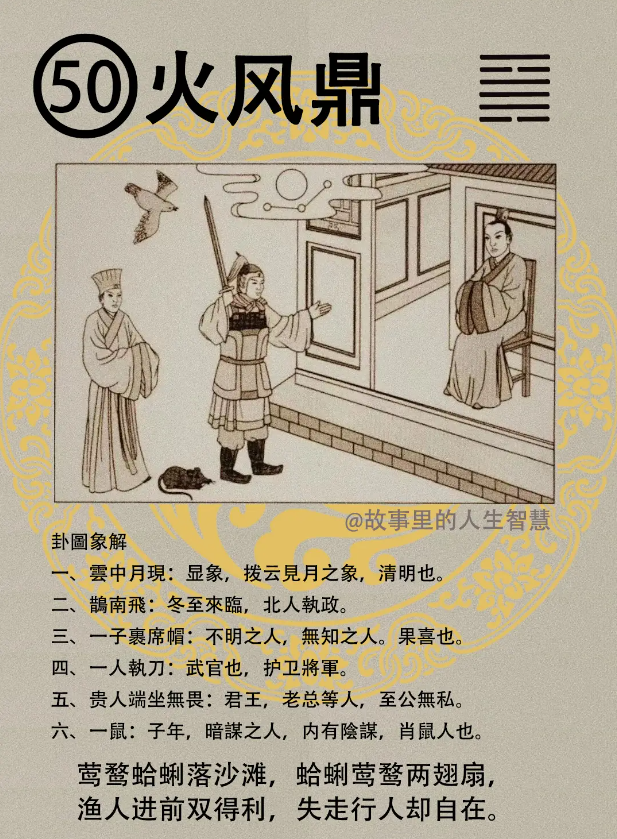 50 火风鼎
@故事里的人生智慧
卦圖象解
一、雲中月現：显象，拨云見月之象，清明也。
二、鵲南飛：冬至來臨，北人執政。
三、一子裹席帽：不明之人，無知之人。果喜也。
四、一人執刀：武官也，护卫將軍。
五、贵人端坐無畏：君王，老总等人，至公無私。
六、一鼠：子年，暗謀之人，内有陰謀，肖鼠人也。
莺鹜蛤蜊落沙滩，蛤蜊莺鹜两翅扇，
渔人进前双得利，失走行人却自在。